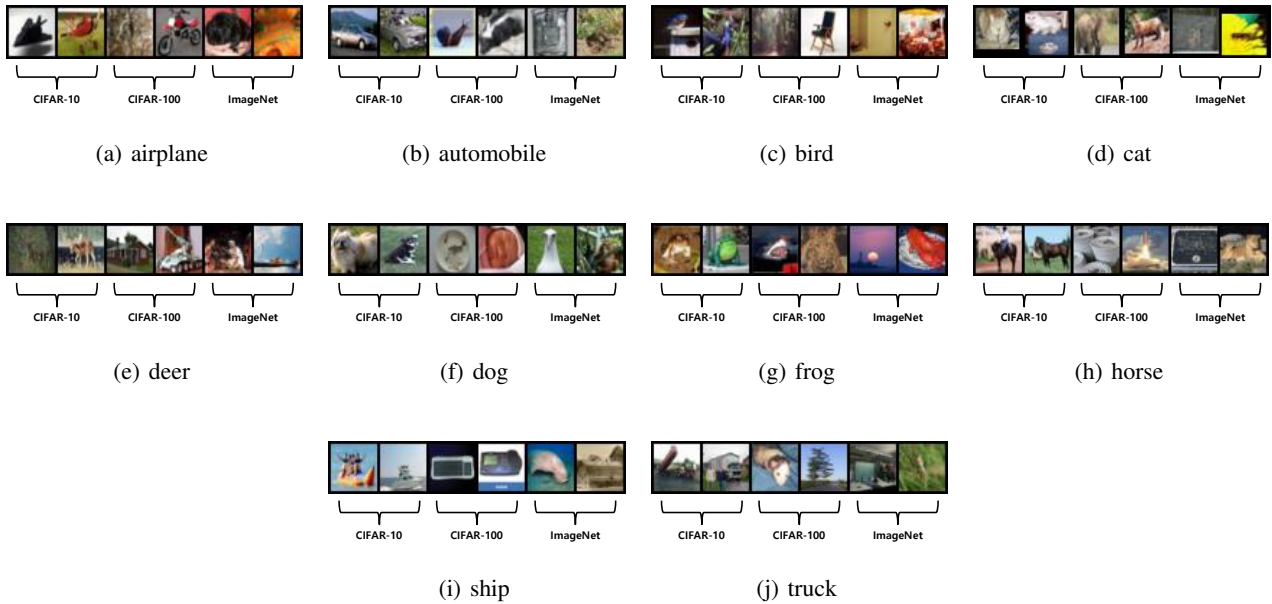 CIFAR-10 CIFAR-100 ImageNet CIFAR-10 CIFAR-100 ImageNet CIFAR-10 CIFAR-100 ImageNet CIFAR-10 CIFAR-100 ImageNet
(a) airplane (b) automobile (c) bird (d) cat
CIFAR-10 CIFAR-100 ImageNet CIFAR-10 CIFAR-100 ImageNet CIFAR-10 CIFAR-100 ImageNet CIFAR-10 CIFAR-100 ImageNet
(e) deer (f) dog (g) frog (h) horse
CIFAR-10 CIFAR-100 ImageNet CIFAR-10 CIFAR-100 ImageNet
(i) ship (j) truck